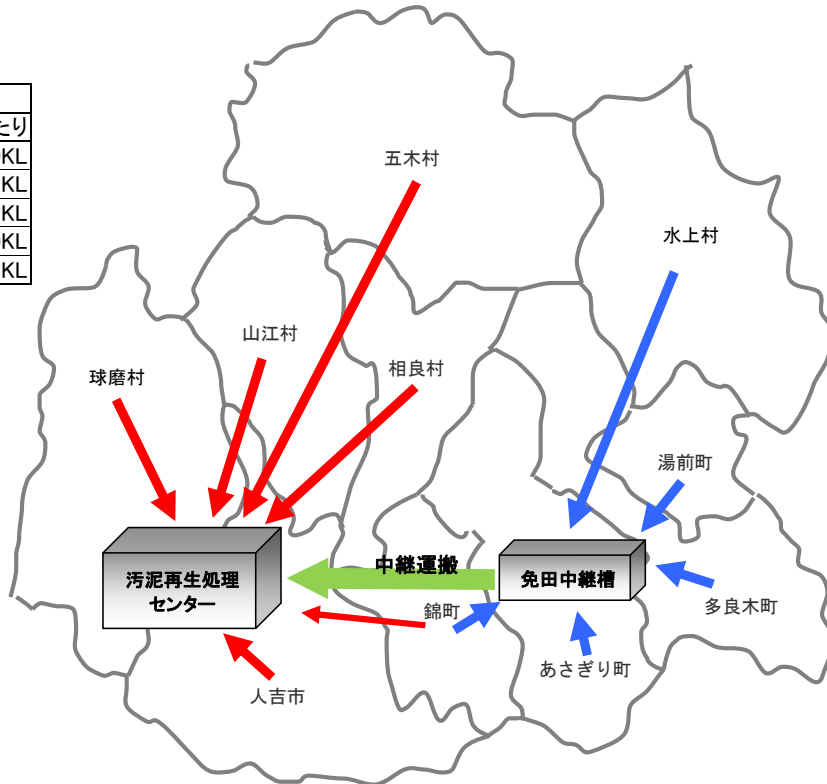 たり
KL
KL
KL
KL
KL
五木村
水上村
山江村
相良村
球磨村
湯前町
中継運搬
汚泥再生処理
センター
免田中継槽
錦町
多良木町
あさぎり町
人吉市